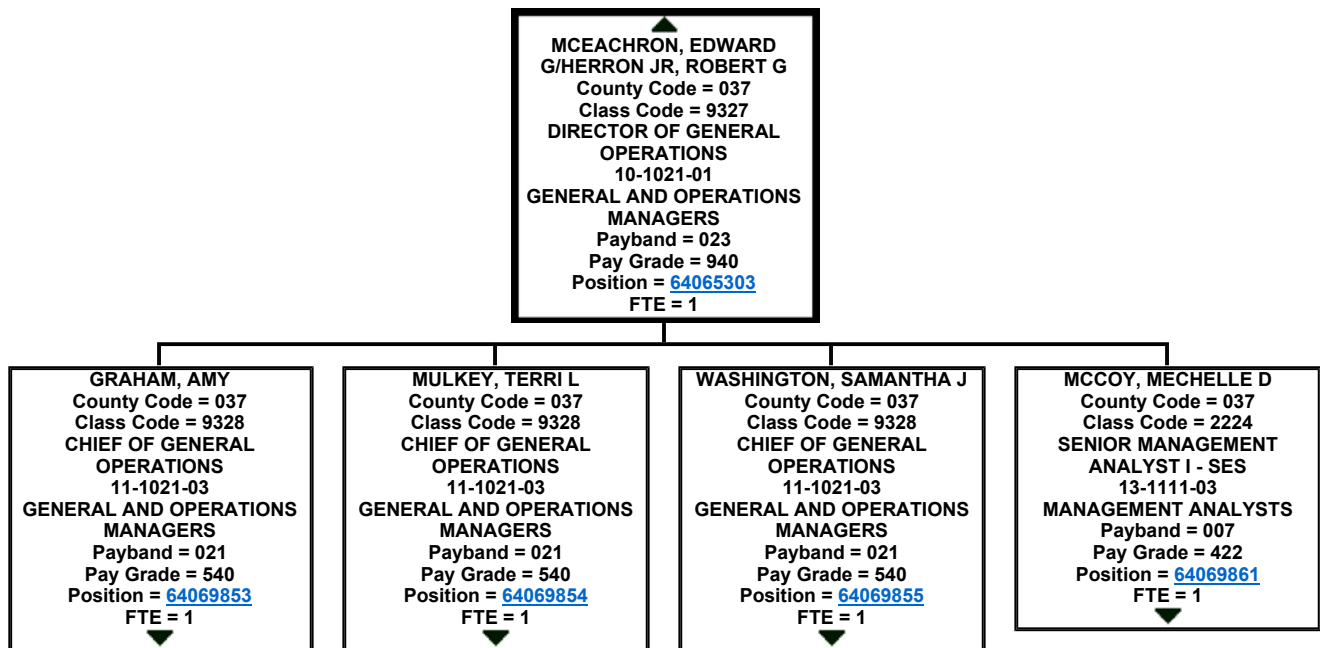 MCEACHRON, EDWARD
G/HERRON JR, ROBERT G
County Code = 037
Class Code = 9327
DIRECTOR OF GENERAL
OPERATIONS
10-1021-01
GENERAL AND OPERATIONS
MANAGERS
Payband = 023
Pay Grade = 940
Position = 64065303
FTE = 1
GRAHAM, AMY
County Code = 037
Class Code = 9328
CHIEF OF GENERAL
OPERATIONS
11-1021-03
GENERAL AND OPERATIONS
MANAGERS
Payband = 021
Pay Grade = 540
Position = 64069853
FTE = 1
MULKEY, TERRI L
County Code = 037
Class Code = 9328
CHIEF OF GENERAL
OPERATIONS
11-1021-03
GENERAL AND OPERATIONS
MANAGERS
Payband = 021
Pay Grade = 540
Position = 64069854
FTE = 1
WASHINGTON, SAMANTHA J
County Code = 037
Class Code = 9328
CHIEF OF GENERAL
OPERATIONS
11-1021-03
GENERAL AND OPERATIONS
MANAGERS
Payband = 021
Pay Grade = 540
Position = 64069855
FTE = 1
MCCOY, MECHELLE D
County Code = 037
Class Code = 2224
SENIOR MANAGEMENT
ANALYST I - SES
13-1111-03
MANAGEMENT ANALYSTS
Payband = 007
Pay Grade = 422
Position = 64069861
FTE = 1